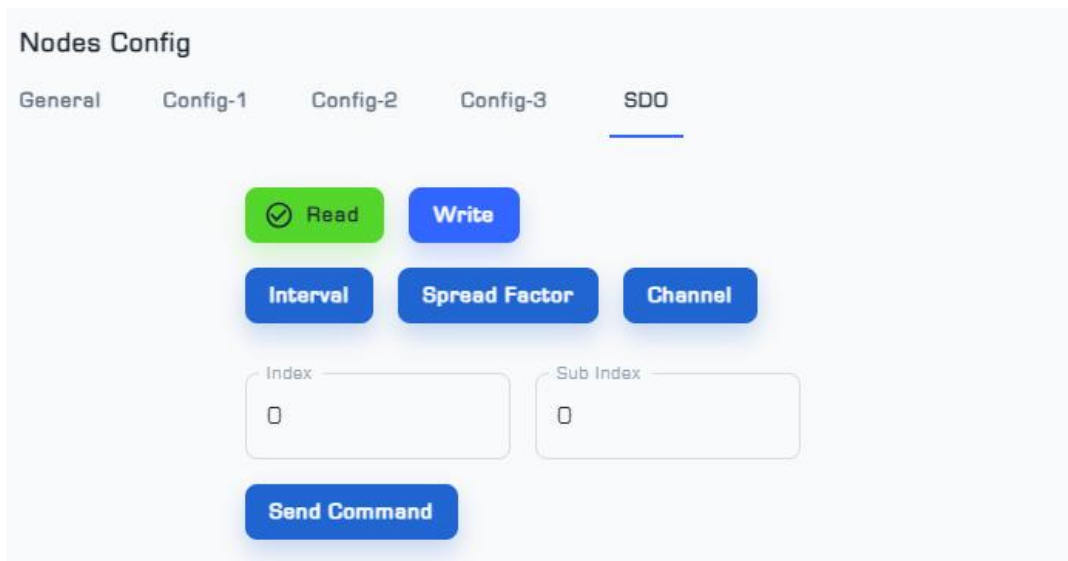 Nodes Config
General Config-1 Config-2 Config-3 SDO
Read Write
Interval Spread Factor Channel
Index Sub Index
0 0
Send Command